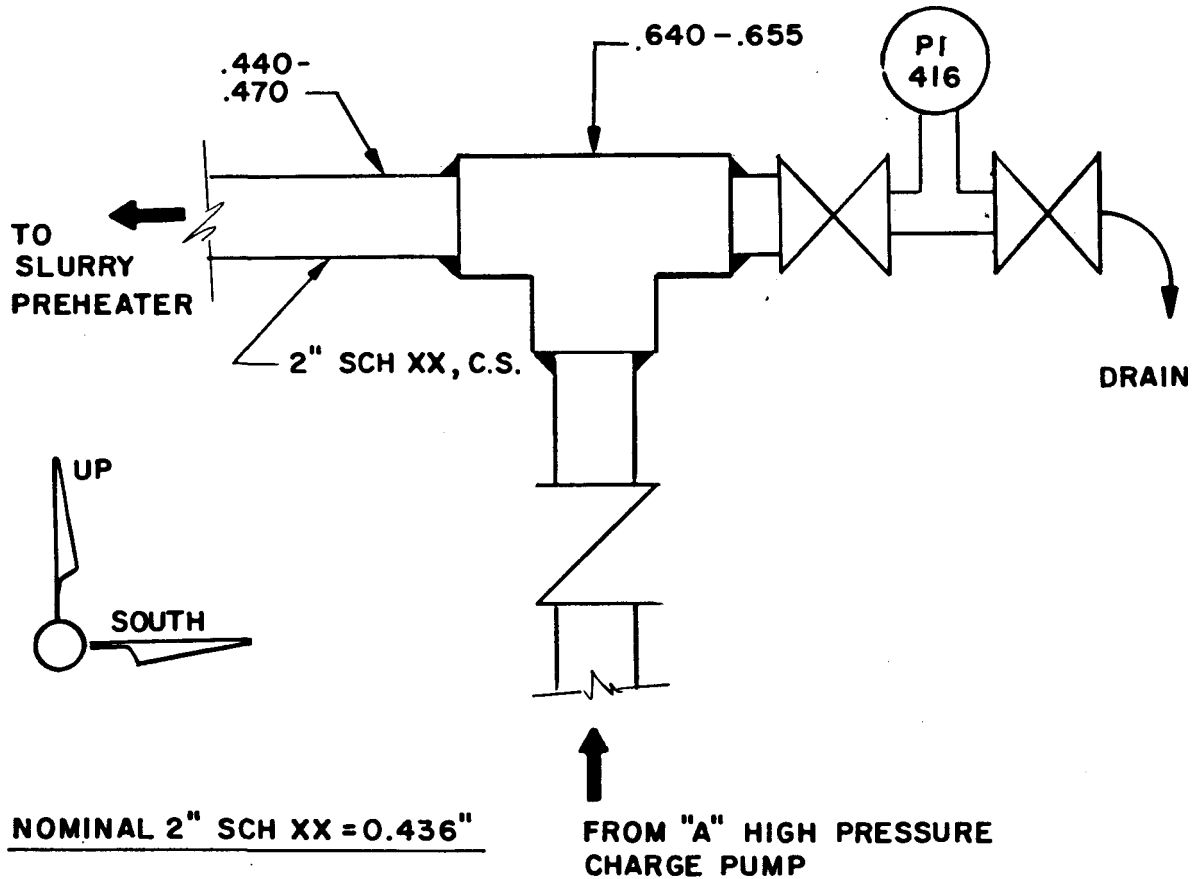 .440-
.470
.640-.655
PI
416
TO
SLURRY
PREHEATER
2" SCH XX, C.S.
DRAIN
UP
SOUTH
NOMINAL 2" SCH XX = 0.436"
FROM "A" HIGH PRESSURE
CHARGE PUMP